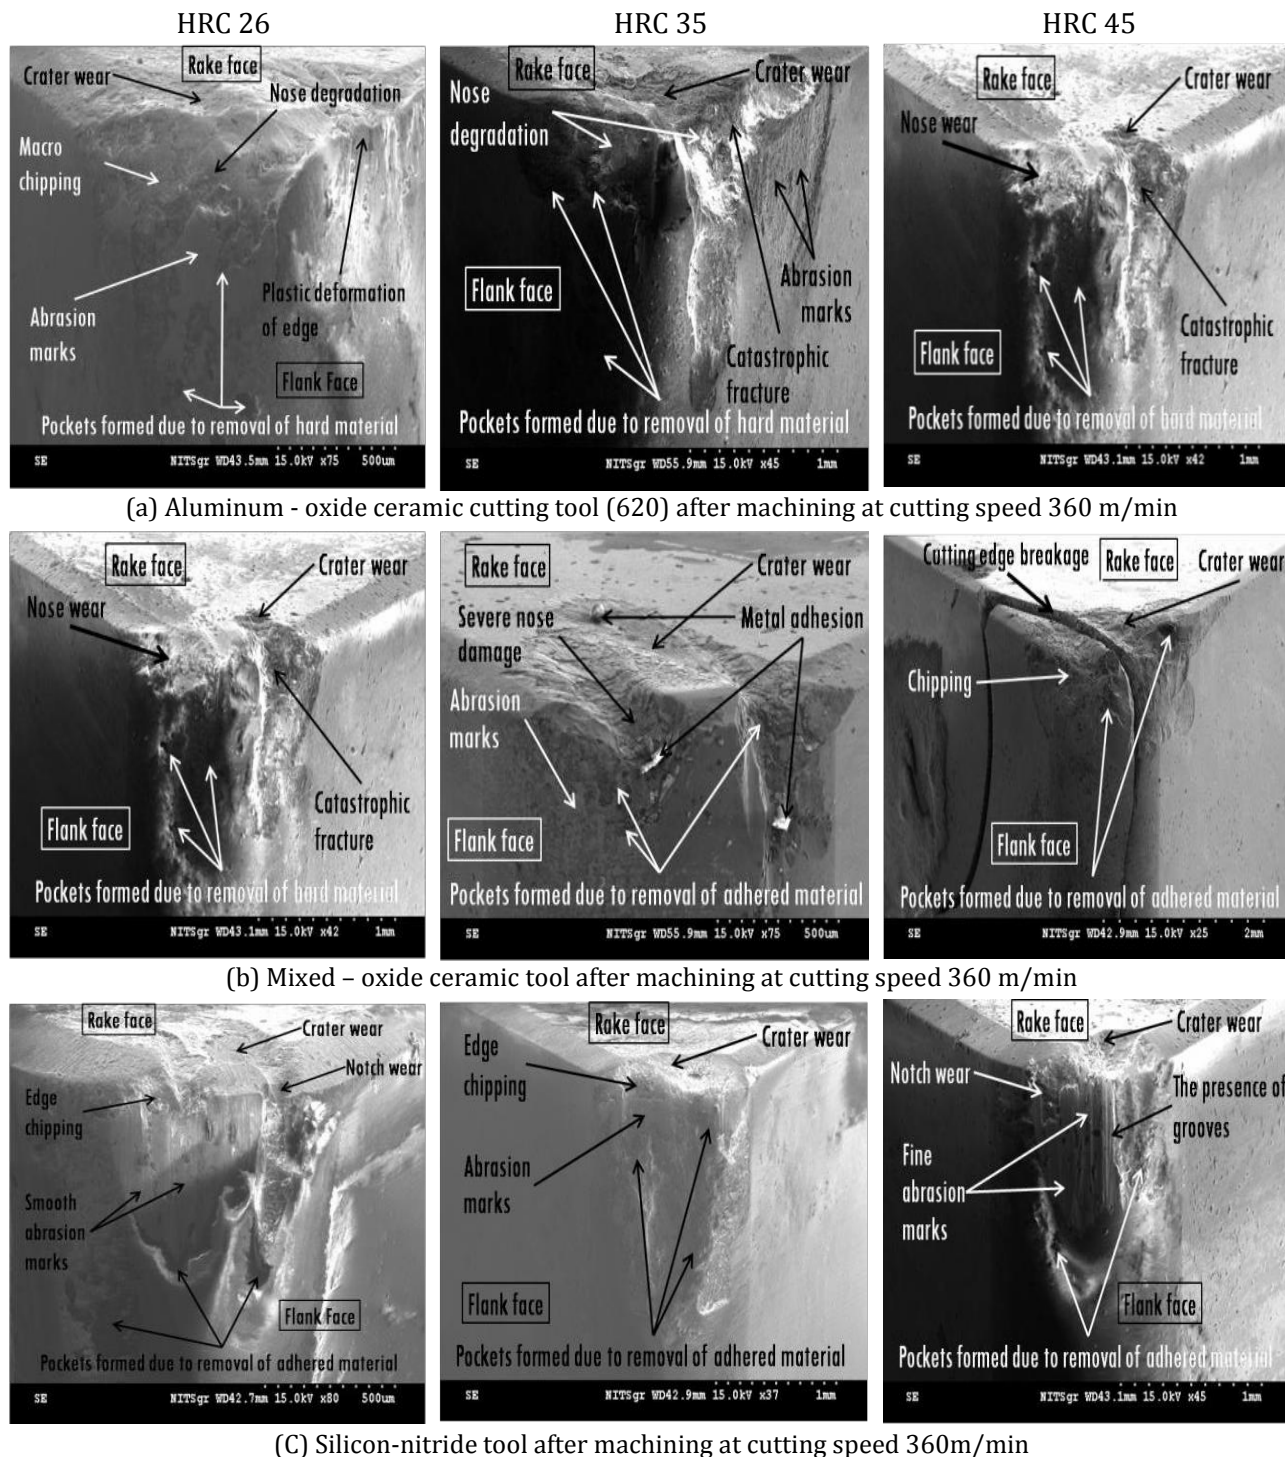 HRC 26
HRC 35
HRC 45
Rake face
Crater wear
Nose degradation
Macro
chipping
Abrasion
marks
Plastic deformation
of edge
Flank Face
Pockets formed due to removal of hard material
SE
NITSgr WD43.5mm 15.0kV x75 500um
Rake face
Crater wear
Nose
degradation
Flank face
Abrasion
marks
Catastrophic
fracture
Pockets formed due to removal of hard material
SE
NITSgr WD55.9mm 15.0kV x45 1mm
Rake face
Crater wear
Nose wear
Flank face
Catastrophic
fracture
Pockets formed due to removal of hard material
SE
NITSgr WD43.1mm 15.0kV x42 1mm
(a) Aluminum - oxide ceramic cutting tool (620) after machining at cutting speed 360 m/min
Rake face
Crater wear
Nose wear
Flank face
Catastrophic
fracture
Pockets formed due to removal of hard material
SE
NITSgr WD43.1mm 15.0kV x42 1mm
Rake face
Crater wear
Severe nose
damage
Metal adhesion
Abrasion
marks
Flank face
Pockets formed due to removal of adhered material
SE
NITSgr WD55.9mm 15.0kV x75 500um
Cutting edge breakage
Rake face
Crater wear
Chipping
Flank face
Pockets formed due to removal of adhered material
SE
NITSgr WD42.9mm 15.0kV x25 2mm
(b) Mixed – oxide ceramic tool after machining at cutting speed 360 m/min
Rake face
Crater wear
Notch wear
Edge
chipping
Smooth
abrasion
marks
Flank Face
Pockets formed due to removal of adhered material
SE
NITSgr WD42.7mm 15.0kV x80 500um
Rake face
Crater wear
Edge
chipping
Abrasion
marks
Flank face
Pockets formed due to removal of adhered material
SE
NITSgr WD42.9mm 15.0kV x37 1mm
Rake face
Crater wear
Notch wear
The presence of
grooves
Fine
abrasion
marks
Flank face
Pockets formed due to removal of adhered material
SE
NITSgr WD43.1mm 15.0kV x45 1mm
(C) Silicon-nitride tool after machining at cutting speed 360m/min